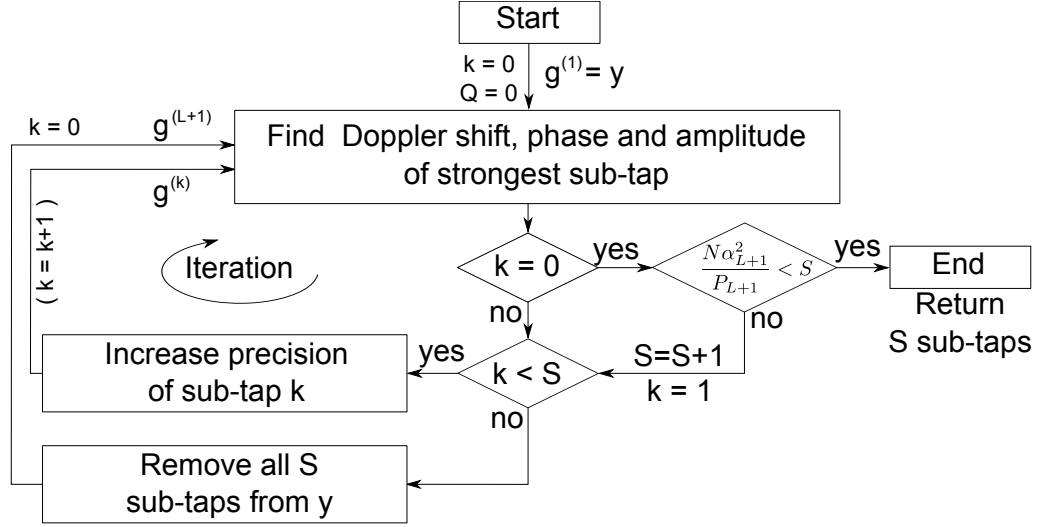 Start
k = 0
Q = 0
g^(1) = y
k = 0
g^(L+1)
Find Doppler shift, phase and amplitude
of strongest sub-tap
g^(k)
( k = k+1 )
Iteration
k = 0
yes
no
Nα²_{L+1} / P_{L+1} < S
yes
no
End
Return
S sub-taps
Increase precision
of sub-tap k
yes
k < S
no
S=S+1
k = 1
Remove all S
sub-taps from y